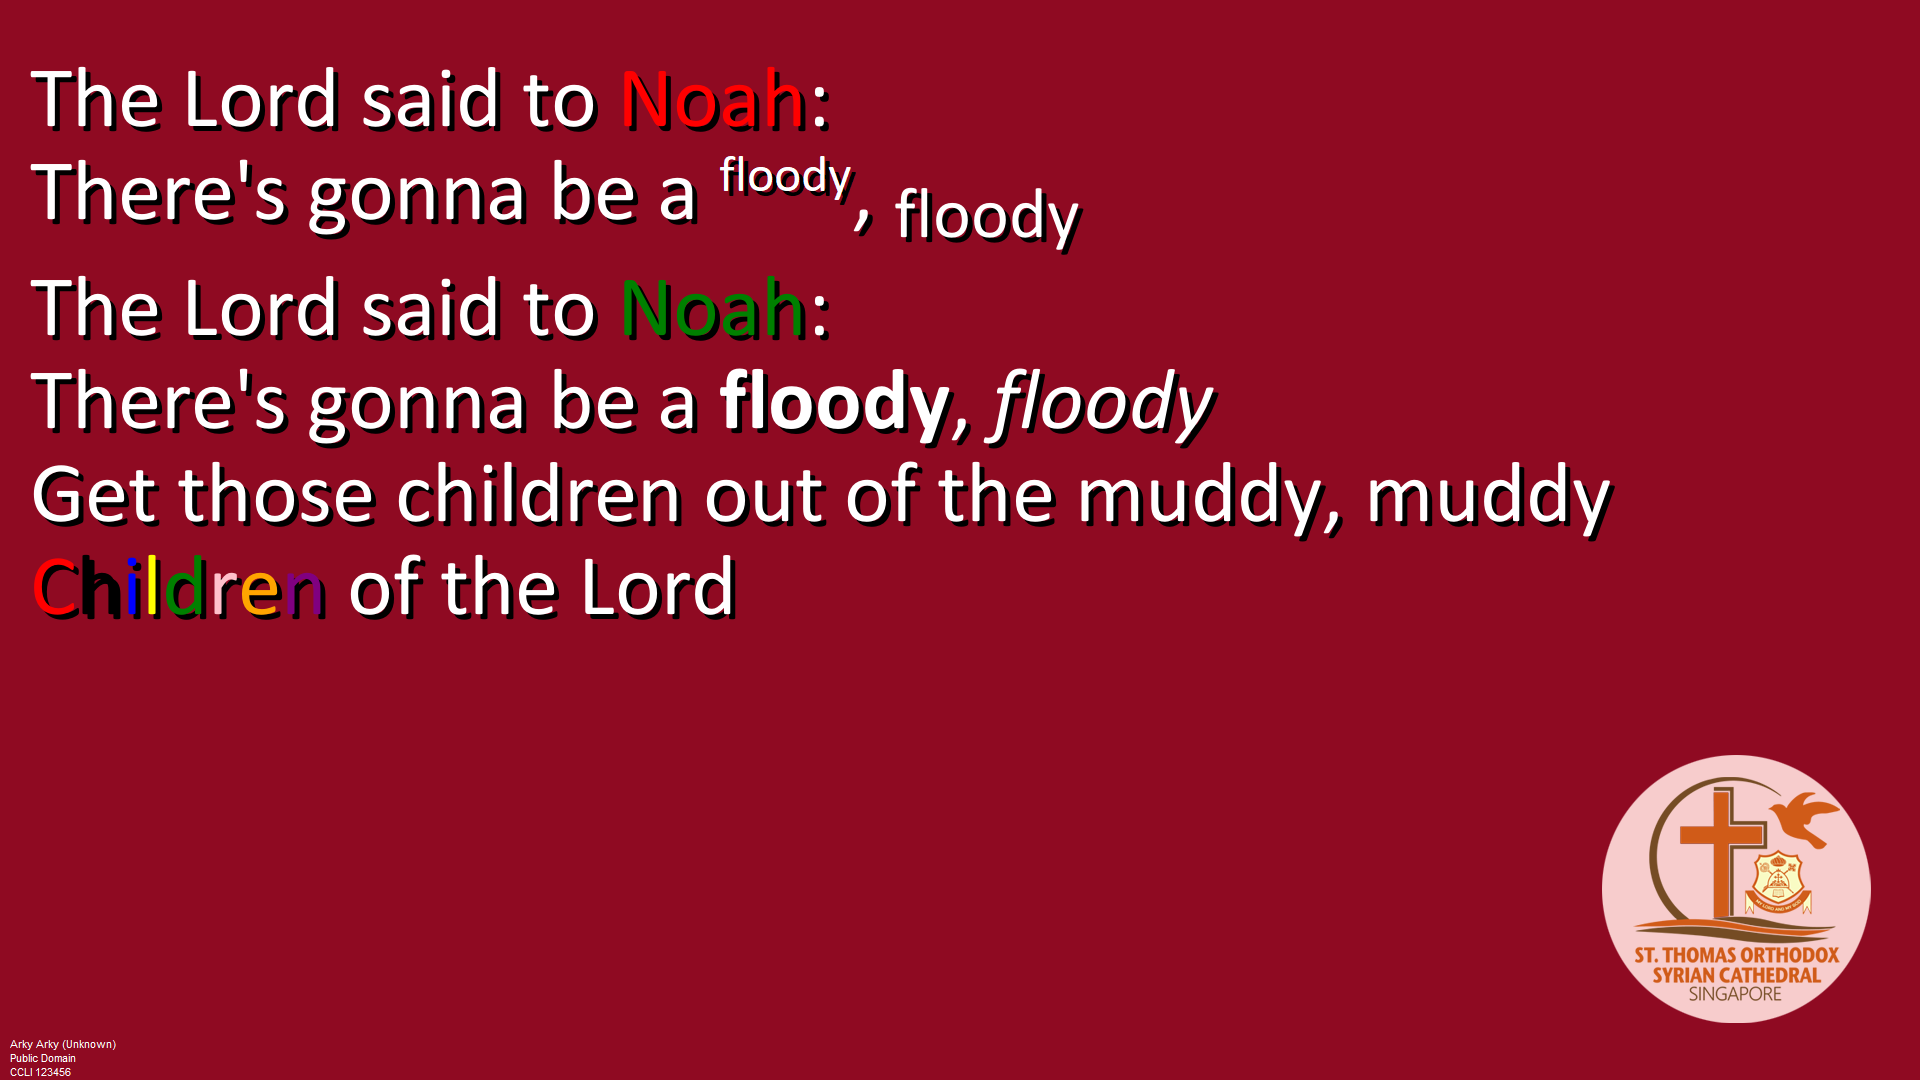 The Lord said to Noah:
There's gonna be a floody, floody
The Lord said to Noah:
There's gonna be a floody, floody
Get those children out of the muddy, muddy
Children of the Lord
MY LORD AND MY GOD
ST. THOMAS ORTHODOX
SYRIAN CATHEDRAL
SINGAPORE
Arky Arky (Unknown)
Public Domain
CCLI 123456